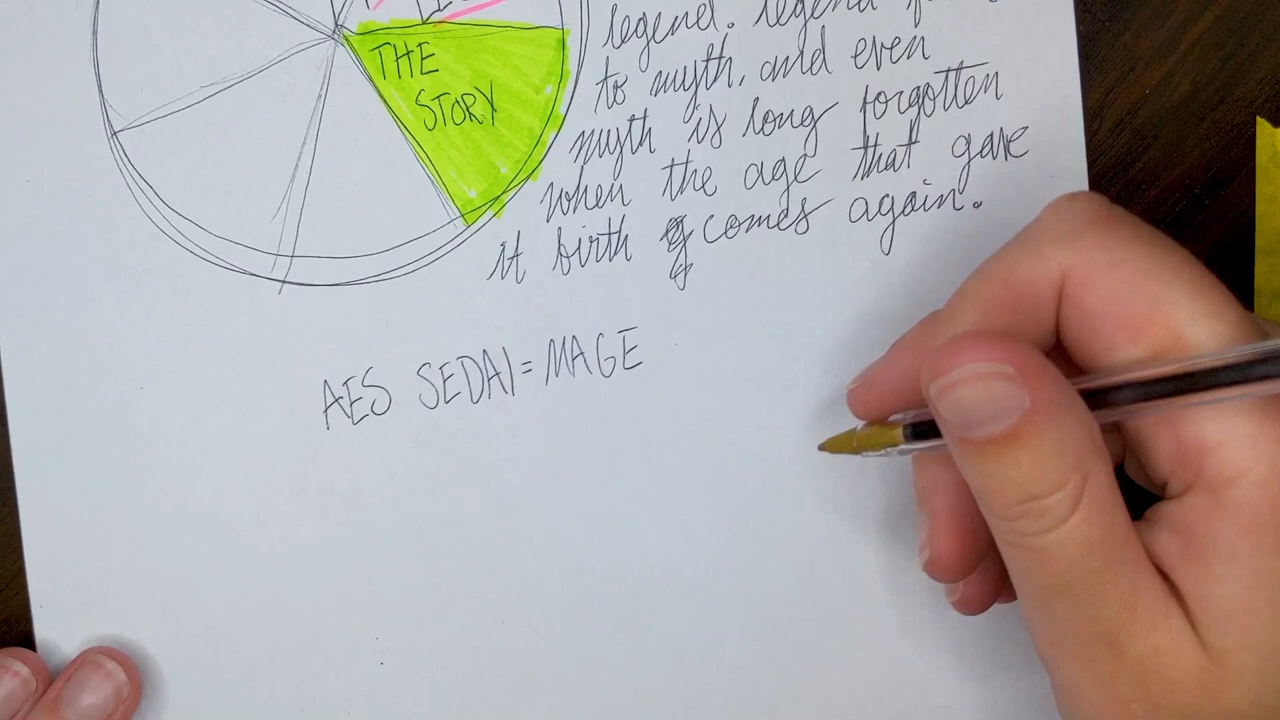 THE
STORY
legend. legend
to myth, and even
myth is long forgotten
when the age that gave
it birth comes again.
AES SEDAI = MAGE